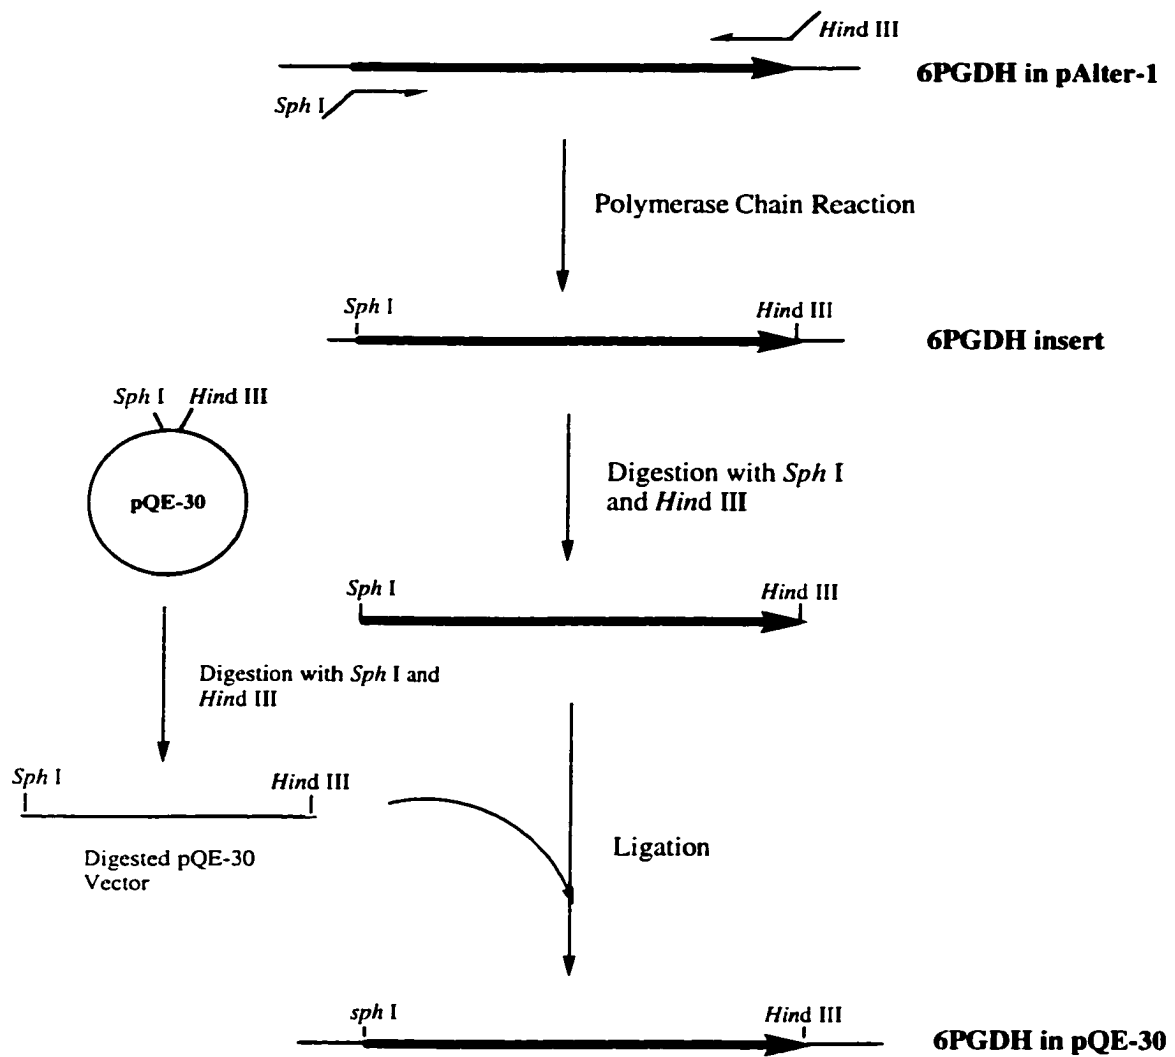 Hind III
6PGDH in pAlter-1
Sph I
Polymerase Chain Reaction
Sph I
Hind III
6PGDH insert
Sph I
Hind III
pQE-30
Digestion with Sph I
and Hind III
Sph I
Hind III
Digestion with Sph I and
Hind III
Sph I
Hind III
Digested pQE-30
Vector
Ligation
sph I
Hind III
6PGDH in pQE-30